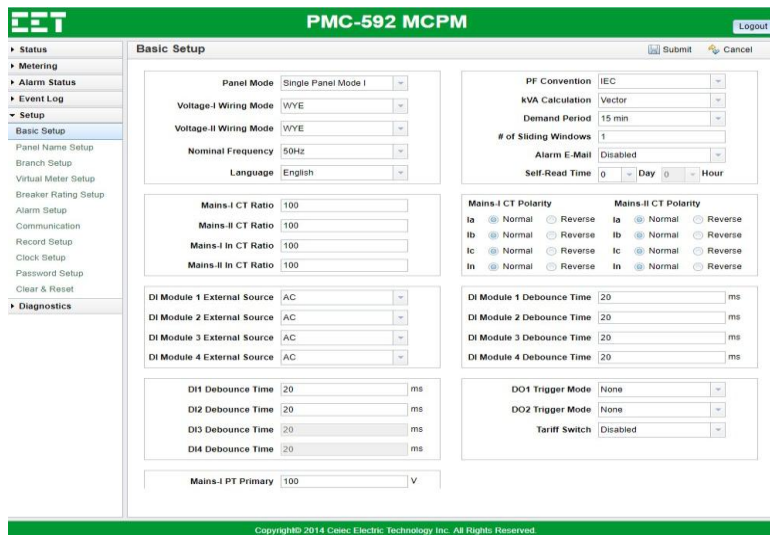 CET
PMC-592 MCPM
Logout
Status
Metering
Alarm Status
Event Log
Setup
Basic Setup
Panel Name Setup
Branch Setup
Virtual Meter Setup
Breaker Rating Setup
Alarm Setup
Communication
Record Setup
Clock Setup
Password Setup
Clear & Reset
Diagnostics
Basic Setup
Submit Cancel
Panel Mode Single Panel Mode I
Voltage-I Wiring Mode WYE
Voltage-II Wiring Mode WYE
Nominal Frequency 50Hz
Language English
PF Convention IEC
kVA Calculation Vector
Demand Period 15 min
# of Sliding Windows 1
Alarm E-Mail Disabled
Self-Read Time 0 Day 0 Hour
Mains-I CT Ratio 100
Mains-II CT Ratio 100
Mains-I In CT Ratio 100
Mains-II In CT Ratio 100
Mains-I CT Polarity Mains-II CT Polarity
Ia Normal Reverse Ia Normal Reverse
Ib Normal Reverse Ib Normal Reverse
Ic Normal Reverse Ic Normal Reverse
In Normal Reverse In Normal Reverse
DI Module 1 External Source AC
DI Module 2 External Source AC
DI Module 3 External Source AC
DI Module 4 External Source AC
DI Module 1 Debounce Time 20 ms
DI Module 2 Debounce Time 20 ms
DI Module 3 Debounce Time 20 ms
DI Module 4 Debounce Time 20 ms
DI1 Debounce Time 20 ms
DI2 Debounce Time 20 ms
DI3 Debounce Time 20 ms
DI4 Debounce Time 20 ms
DO1 Trigger Mode None
DO2 Trigger Mode None
Tariff Switch Disabled
Mains-I PT Primary 100 V
Copyright© 2014 Ceiec Electric Technology Inc. All Rights Reserved.